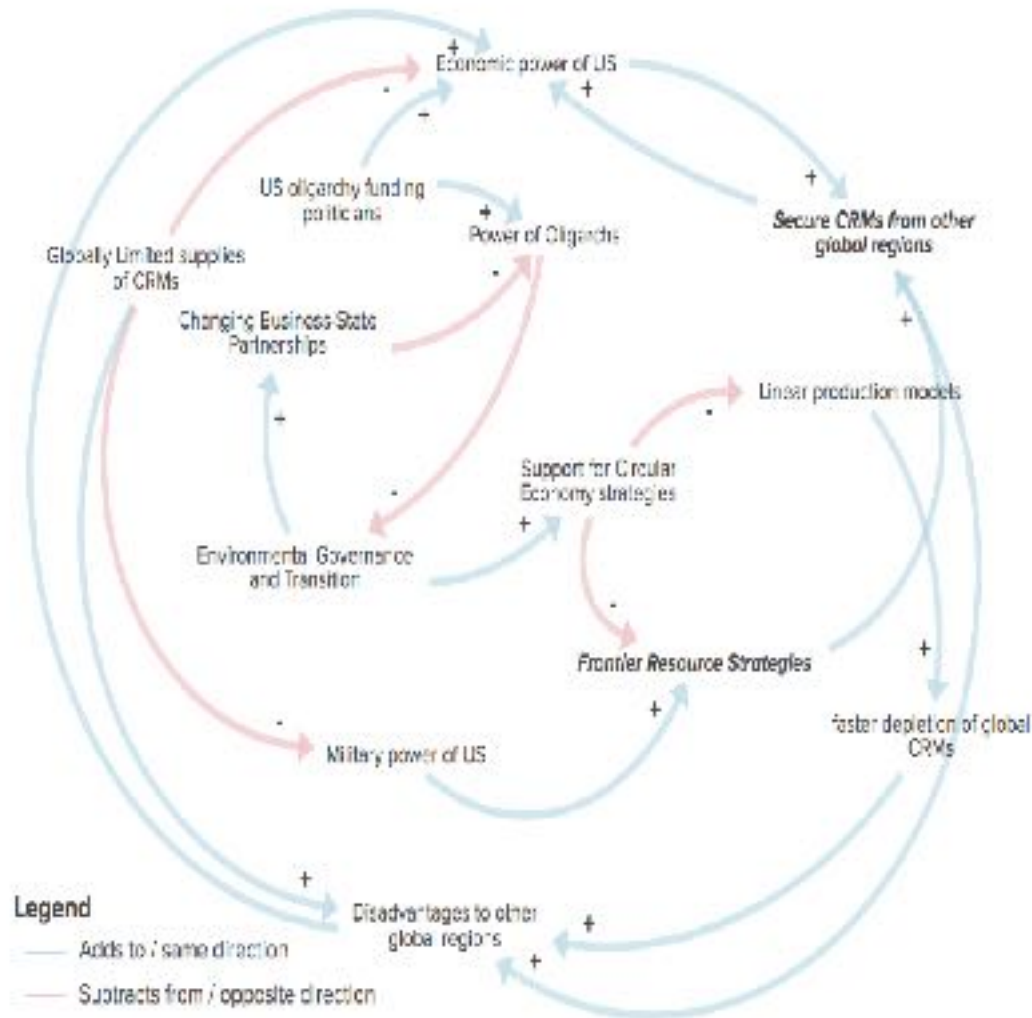 +
Economic power of US
-
+
+
US oligarchy funding
politicians
+
+
Secure CRMs from other
global regions
Power of Oligarchs
Globally Limited supplies
of CRMs
-
Changing Business-State
Partnerships
+
Linear production models
-
+
Support for Circular
Economy strategies
-
+
Environmental Governance
and Transition
-
Frontier Resource Strategies
+
+
faster depletion of global
CRMs
-
Military power of US
+
Legend
Disadvantages to other
global regions
+
+
Adds to / same direction
Subtracts from / opposite direction